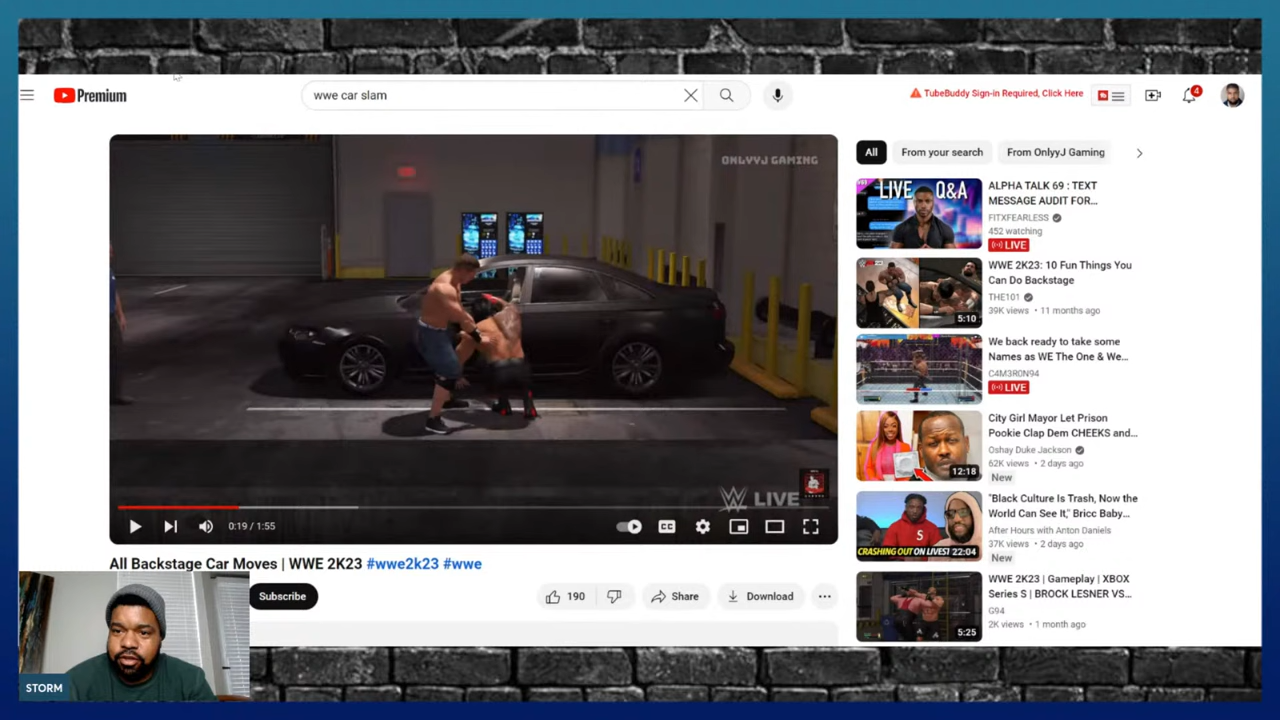 Premium
wwe car slam
TubeBuddy Sign-in Required, Click Here
4
ONLYYJ GAMING
LIVE
0:19 / 1:55
CC
All Backstage Car Moves | WWE 2K23 #wwe2k23 #wwe
Subscribe
190
Share
Download
STORM
All
From your search
From OnlyyJ Gaming
LIVE Q&A
ALPHA TALK 69 : TEXT
MESSAGE AUDIT FOR...
FITXFEARLESS
452 watching
LIVE
5:10
WWE 2K23: 10 Fun Things You
Can Do Backstage
THE101
39K views • 11 months ago
We back ready to take some
Names as WE The One & We...
C4M3R0N94
LIVE
12:18
City Girl Mayor Let Prison
Pookie Clap Dem CHEEKS and...
Oshay Duke Jackson
62K views • 2 days ago
New
CRASHING OUT ON LIVES!
22:04
"Black Culture Is Trash, Now the
World Can See It," Bricc Baby...
After Hours with Anton Daniels
37K views • 2 days ago
New
5:25
WWE 2K23 | Gameplay | XBOX
Series S | BROCK LESNER VS...
G94
2K views • 1 month ago